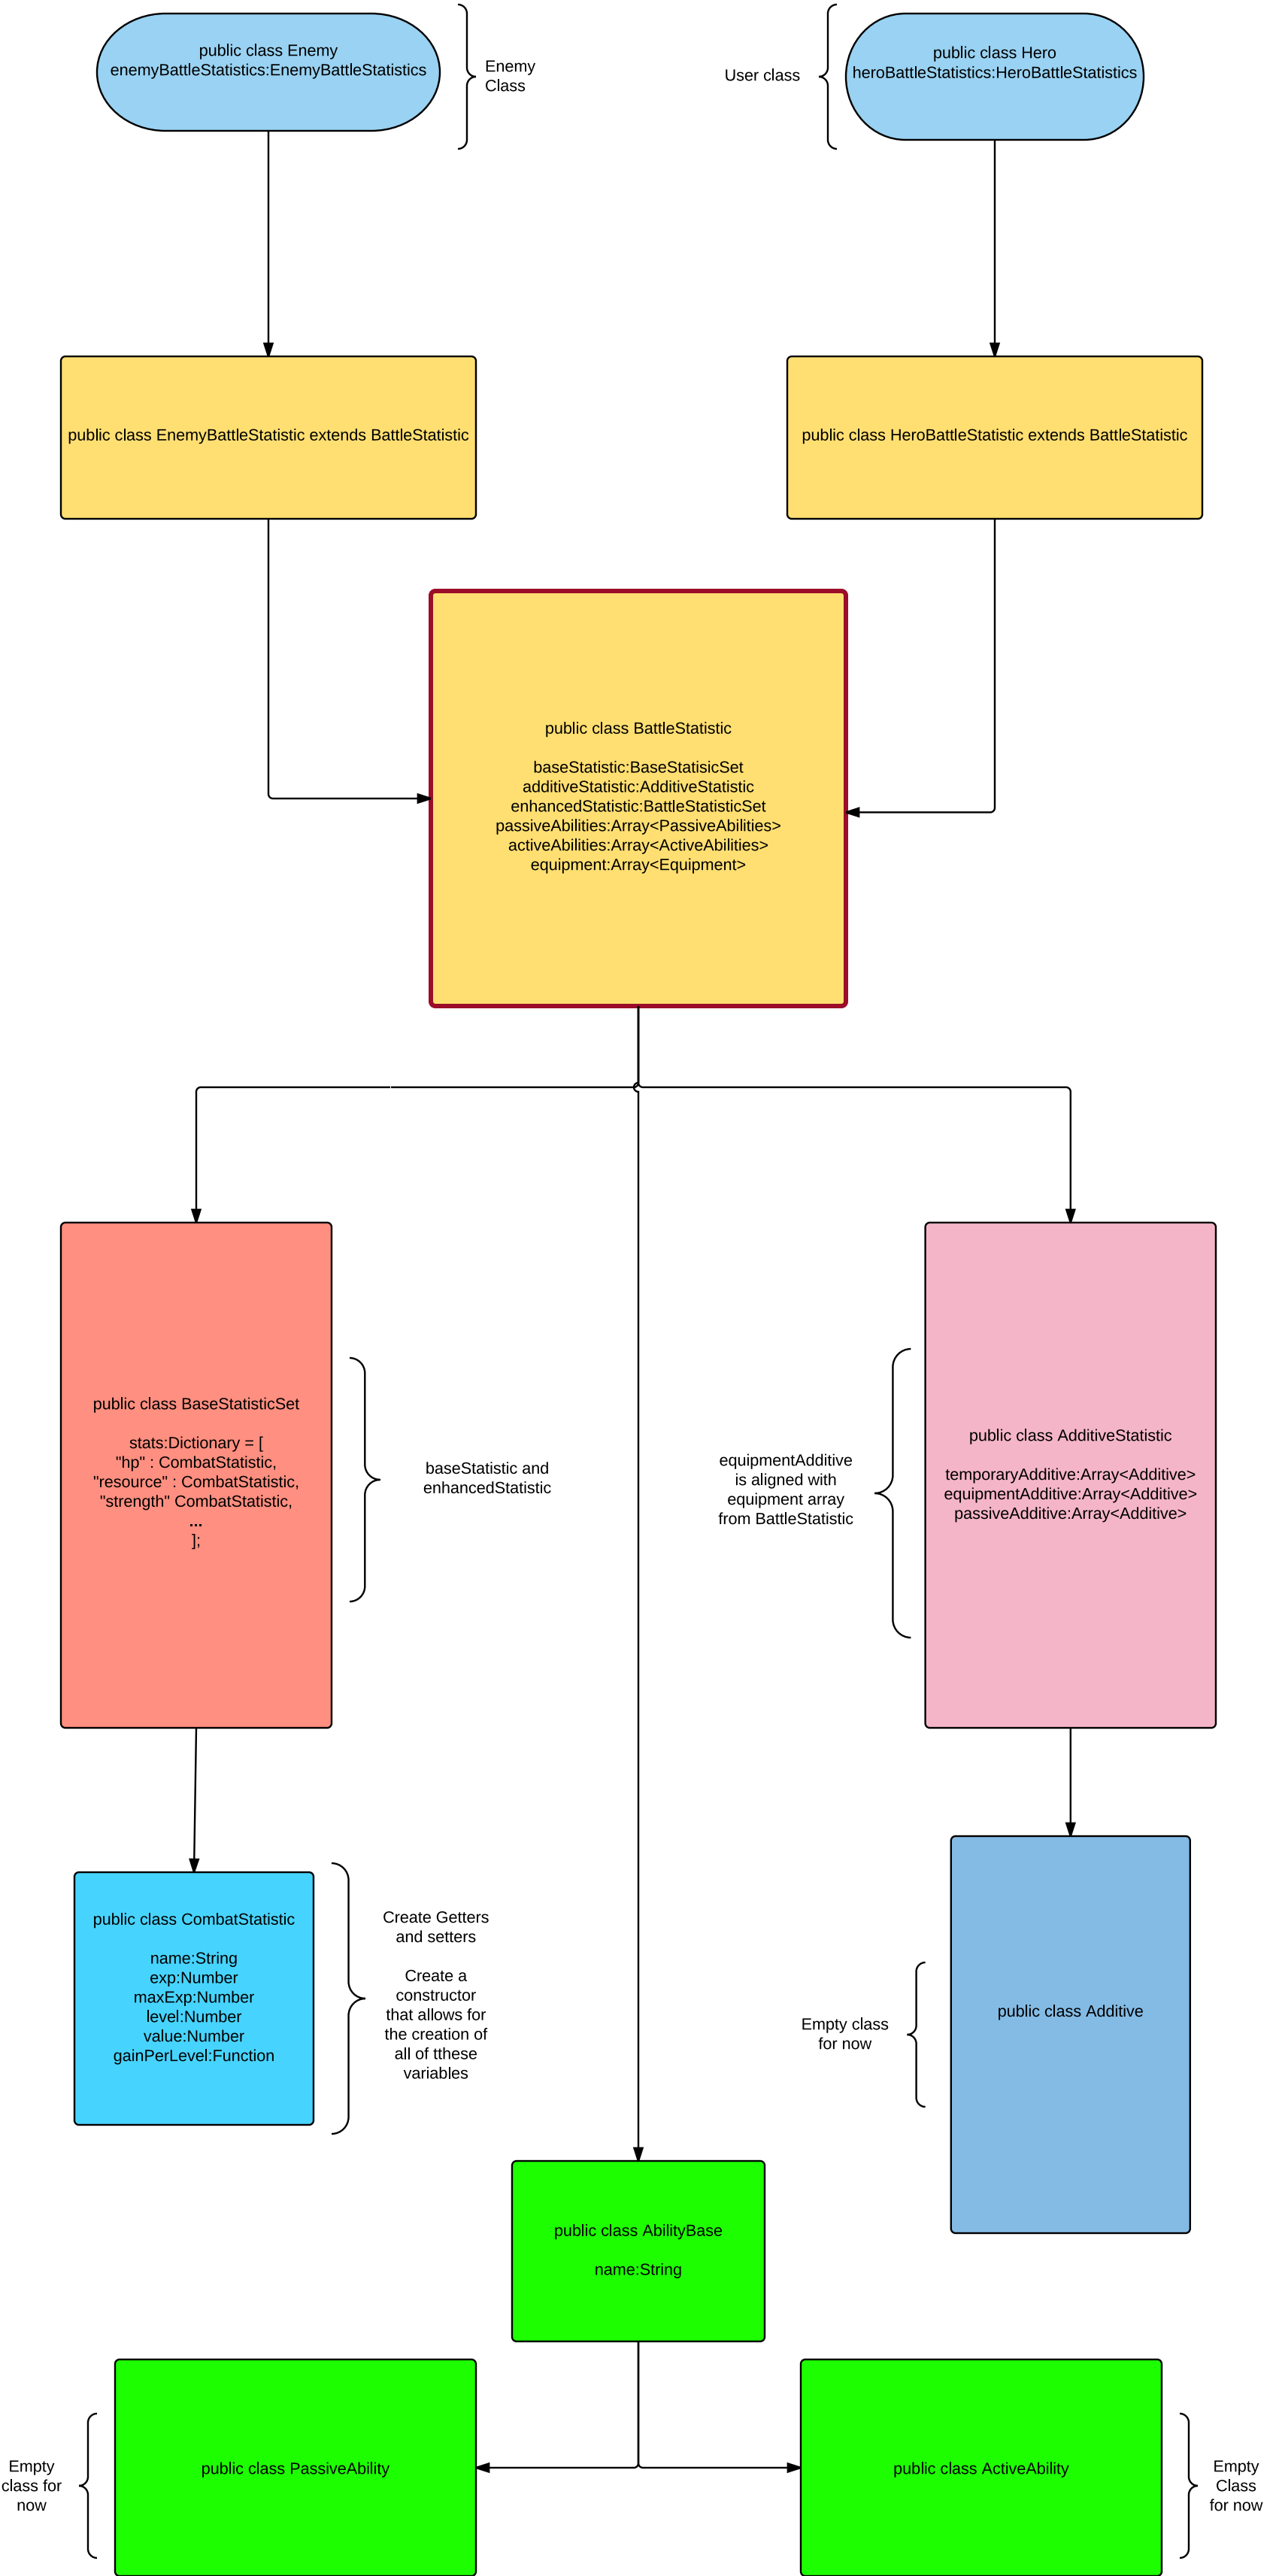 public class Enemy
enemyBattleStatistics:EnemyBattleStatistics
Enemy
Class
User class
public class Hero
heroBattleStatistics:HeroBattleStatistics
public class EnemyBattleStatistic extends BattleStatistic
public class HeroBattleStatistic extends BattleStatistic
public class BattleStatistic
baseStatistic:BaseStatisicSet
additiveStatistic:AdditiveStatistic
enhancedStatistic:BattleStatisticSet
passiveAbilities:Array<PassiveAbilities>
activeAbilities:Array<ActiveAbilities>
equipment:Array<Equipment>
public class BaseStatisticSet
stats:Dictionary = [
"hp" : CombatStatistic,
"resource" : CombatStatistic,
"strength" CombatStatistic,
...
];
baseStatistic and
enhancedStatistic
equipmentAdditive
is aligned with
equipment array
from BattleStatistic
public class AdditiveStatistic
temporaryAdditive:Array<Additive>
equipmentAdditive:Array<Additive>
passiveAdditive:Array<Additive>
public class CombatStatistic
name:String
exp:Number
maxExp:Number
level:Number
value:Number
gainPerLevel:Function
Create Getters
and setters
Create a
constructor
that allows for
the creation of
all of tthese
variables
Empty class
for now
public class Additive
public class AbilityBase
name:String
Empty
class for
now
public class PassiveAbility
public class ActiveAbility
Empty
Class
for now